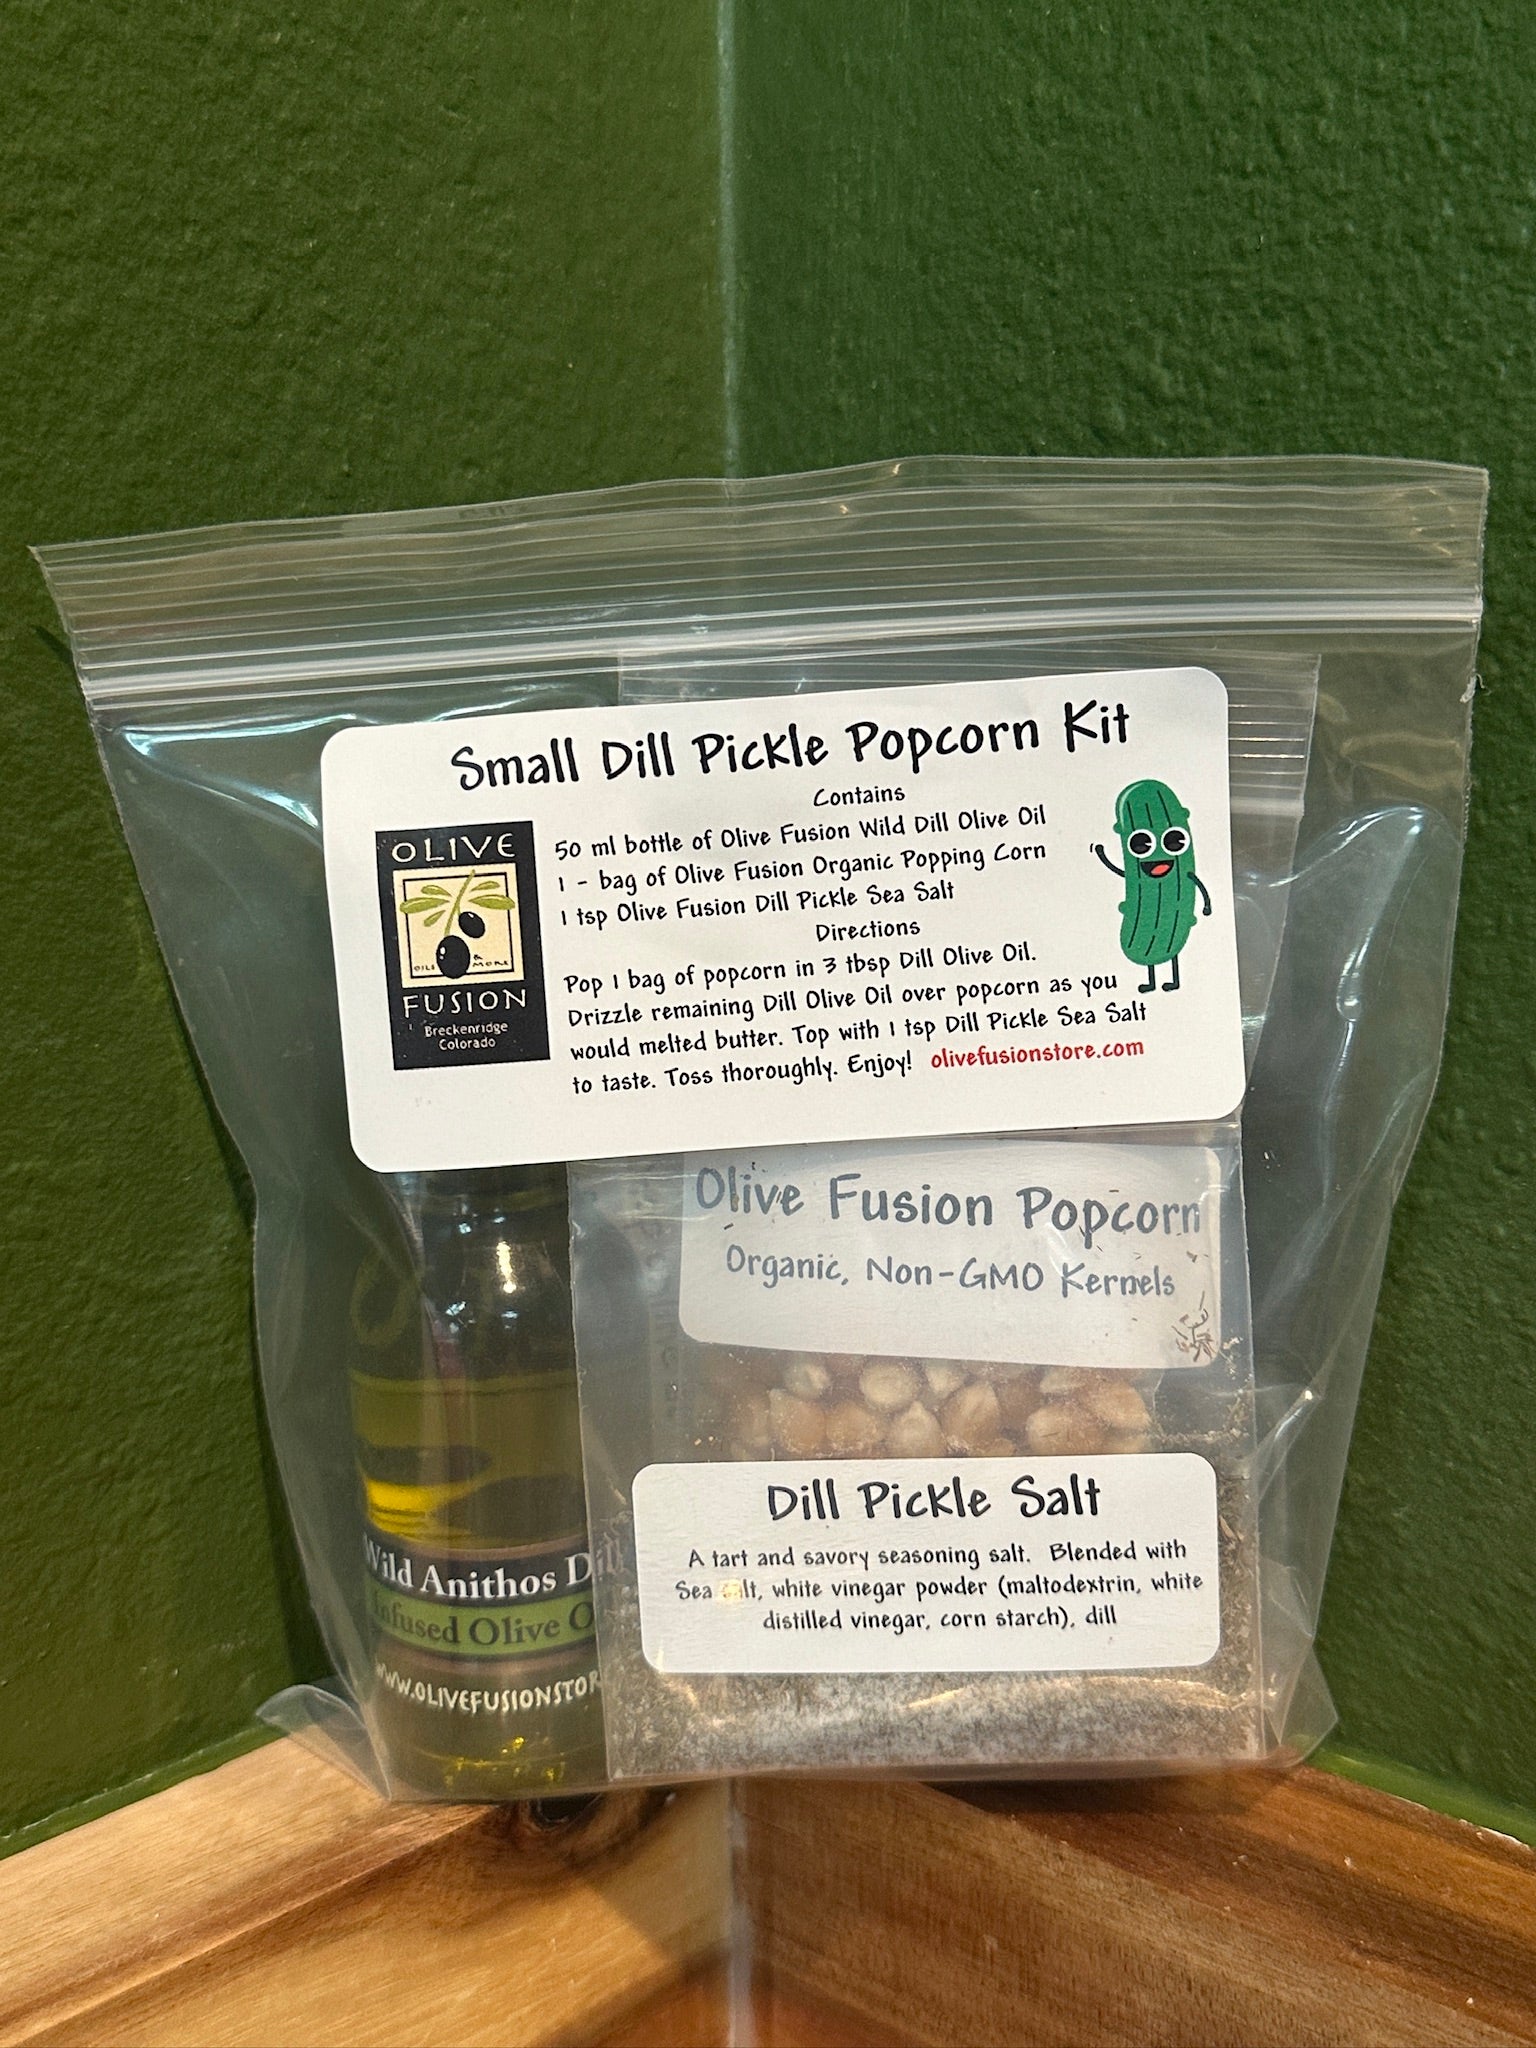 Small Dill Pickle Popcorn Kit
Contains
50 ml bottle of Olive Fusion Wild Dill Olive Oil
1 - bag of Olive Fusion Organic Popping Corn
1 tsp Olive Fusion Dill Pickle Sea Salt
Directions
Pop 1 bag of popcorn in 3 tbsp Dill Olive Oil.
Drizzle remaining Dill Olive Oil over popcorn as you
would melted butter. Top with 1 tsp Dill Pickle Sea Salt
to taste. Toss thoroughly. Enjoy! olivefusionstore.com
OLIVE
OILS & MORE
FUSION
Breckenridge
Colorado
Olive Fusion Popcorn
Organic, Non-GMO Kernels
Dill Pickle Salt
A tart and savory seasoning salt. Blended with
Sea Salt, white vinegar powder (maltodextrin, white
distilled vinegar, corn starch), dill
Wild Anithos Dill
Infused Olive O
WWW.OLIVEFUSIONSTOR